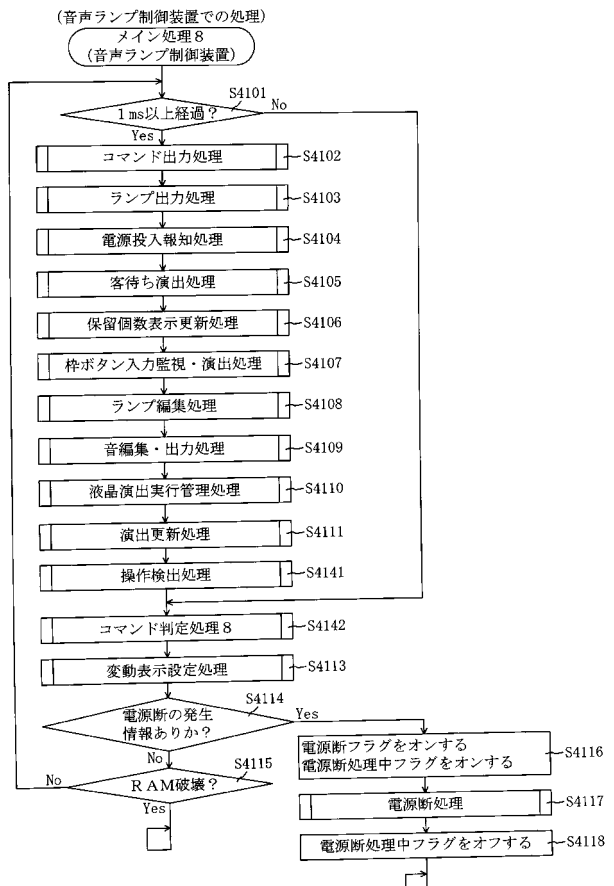 (音声ランプ制御装置での処理)
メイン処理８
(音声ランプ制御装置)
S4101
1ms以上経過？
No
Yes
コマンド出力処理
S4102
ランプ出力処理
S4103
電源投入報知処理
S4104
客待ち演出処理
S4105
保留個数表示更新処理
S4106
枠ボタン入力監視・演出処理
S4107
ランプ編集処理
S4108
音編集・出力処理
S4109
液晶演出実行管理処理
S4110
演出更新処理
S4111
操作検出処理
S4141
コマンド判定処理８
S4142
変動表示設定処理
S4113
S4114
電源断の発生
情報ありか？
Yes
No
S4115
No
ＲＡＭ破壊？
Yes
電源断フラグをオンする
電源断処理中フラグをオンする
S4116
電源断処理
S4117
電源断処理中フラグをオフする
S4118